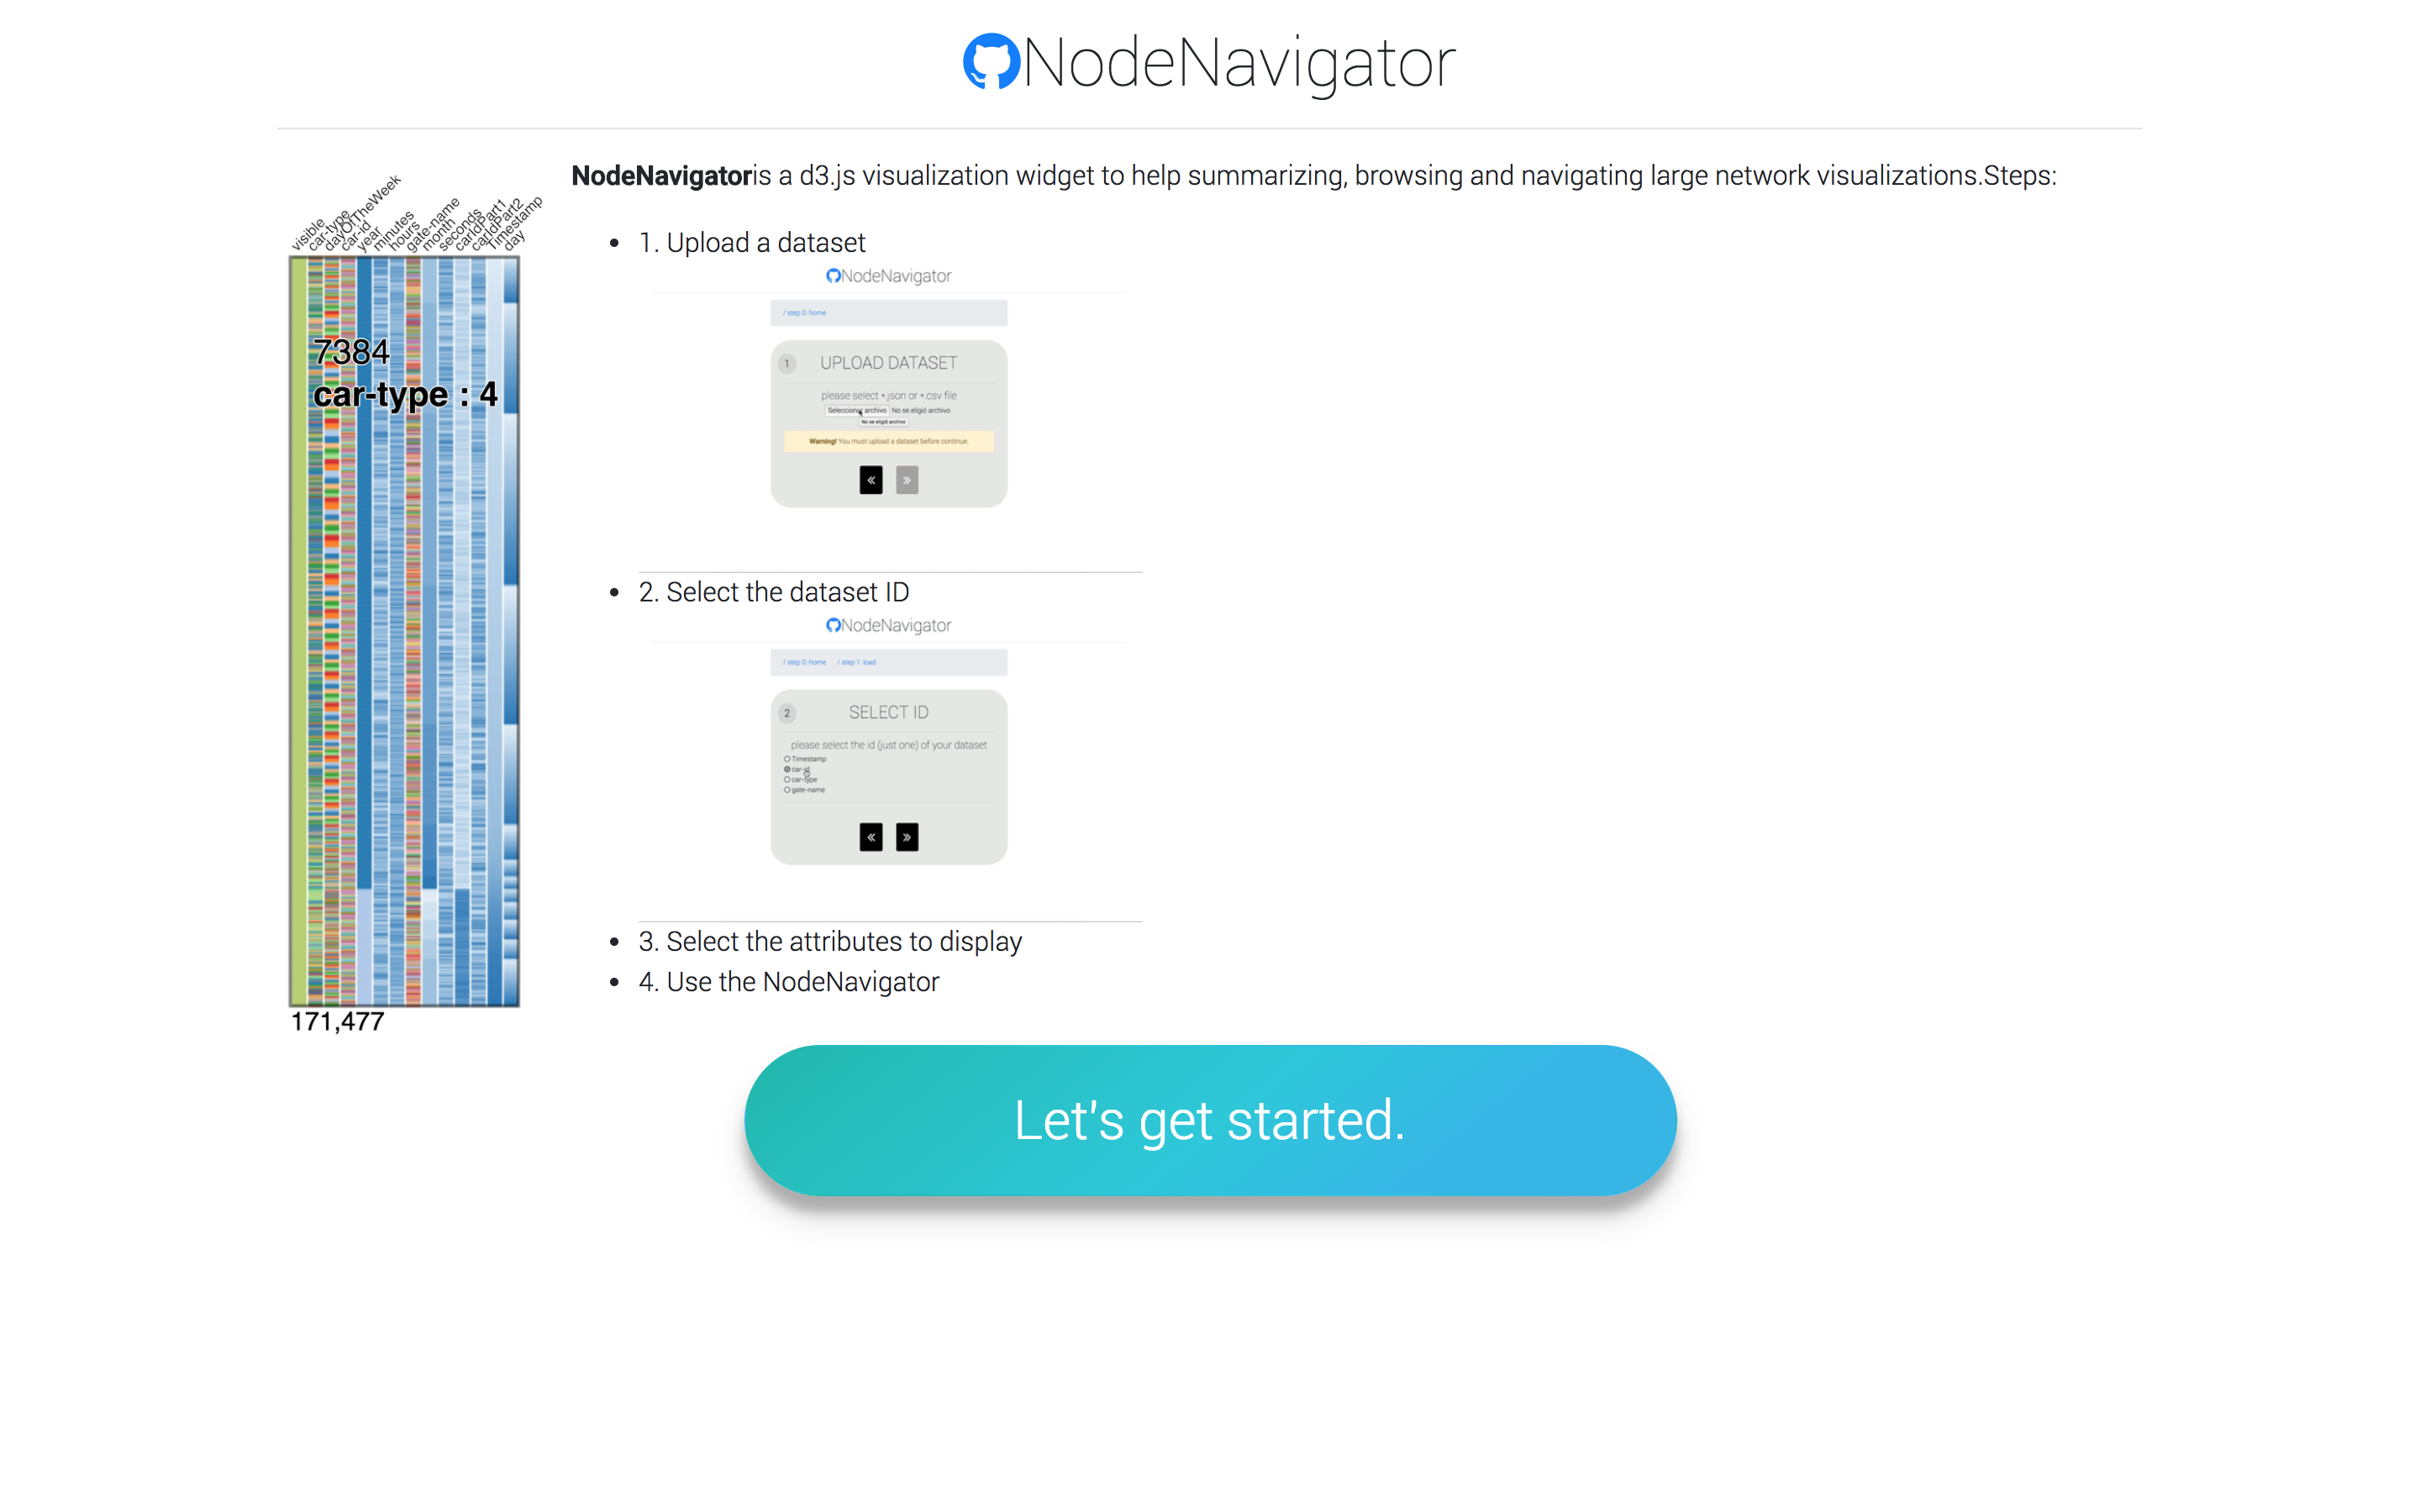 NodeNavigator
NodeNavigatoris a d3.js visualization widget to help summarizing, browsing and navigating large network visualizations.Steps:
visible
car-type
dayOfTheWeek
car-id
year
minutes
hours
gate-name
month
seconds
carIdPart1
carIdPart2
Timestamp
day
7384
car-type : 4
171,477
• 1. Upload a dataset
NodeNavigator
/ step 0: home
1 UPLOAD DATASET
please select *.json or *.csv file
Seleccionar archivo No se eligió archivo
No se eligió archivo
Warning! You must upload a dataset before continue.
« »
• 2. Select the dataset ID
NodeNavigator
/ step 0: home / step 1: load
2 SELECT ID
please select the id (just one) of your dataset
Timestamp
car-id
car-type
gate-name
« »
• 3. Select the attributes to display
• 4. Use the NodeNavigator
Let's get started.